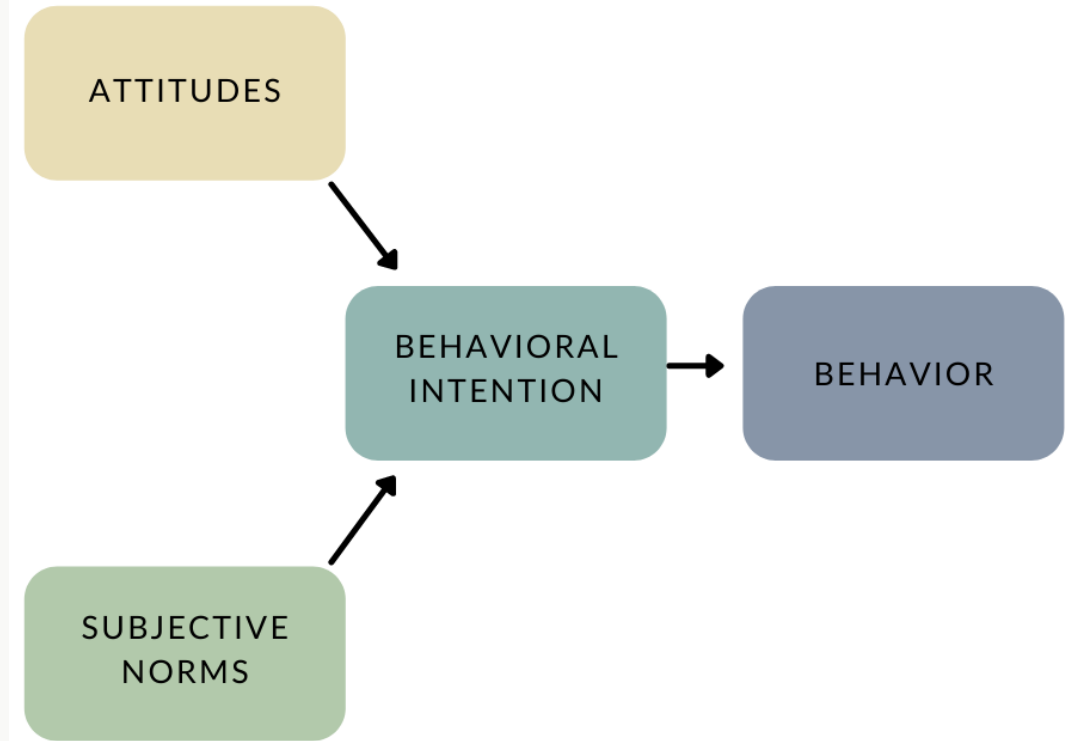 ATTITUDES
BEHAVIORAL
INTENTION
BEHAVIOR
SUBJECTIVE
NORMS